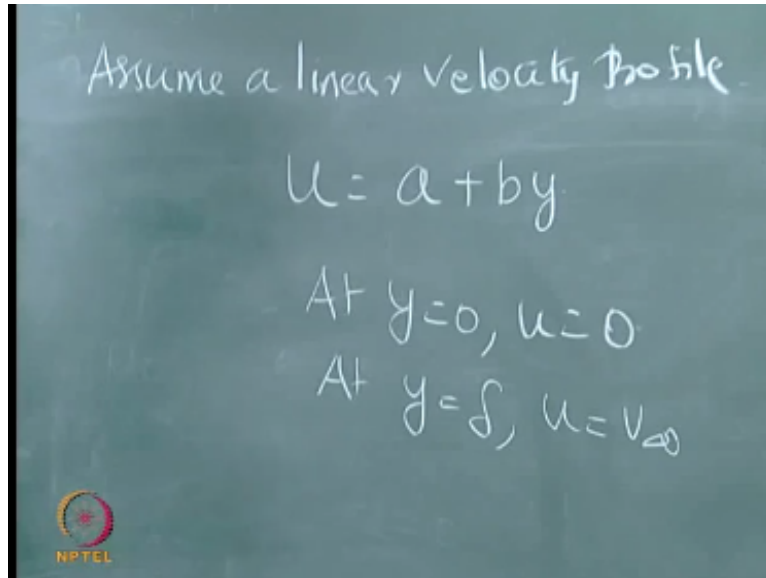 Assume a linear velocity Profile
u = a + by
At y=0, u=0
At y=δ, u=V∞
NPTEL